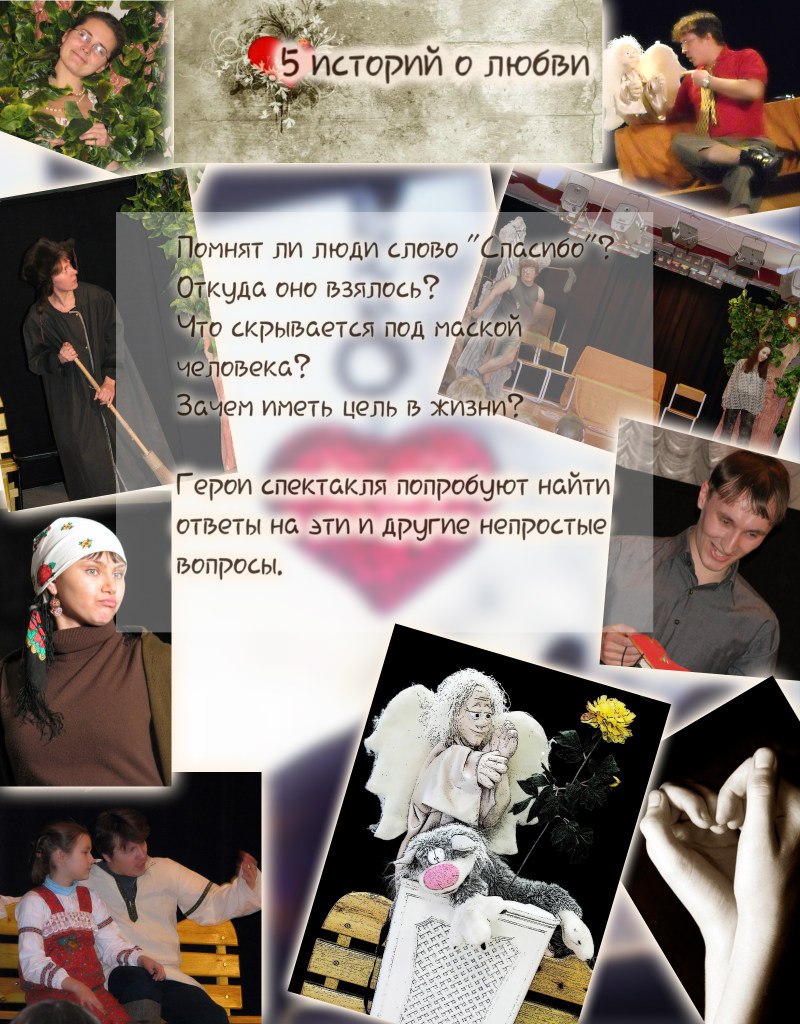 5 историй о любви
Помнят ли люди слово "Спасибо"?
Откуда оно взялось?
Что скрывается под маской
человека?
Зачем иметь цель в жизни?
Герои спектакля попробуют найти
ответы на эти и другие непростые
вопросы.